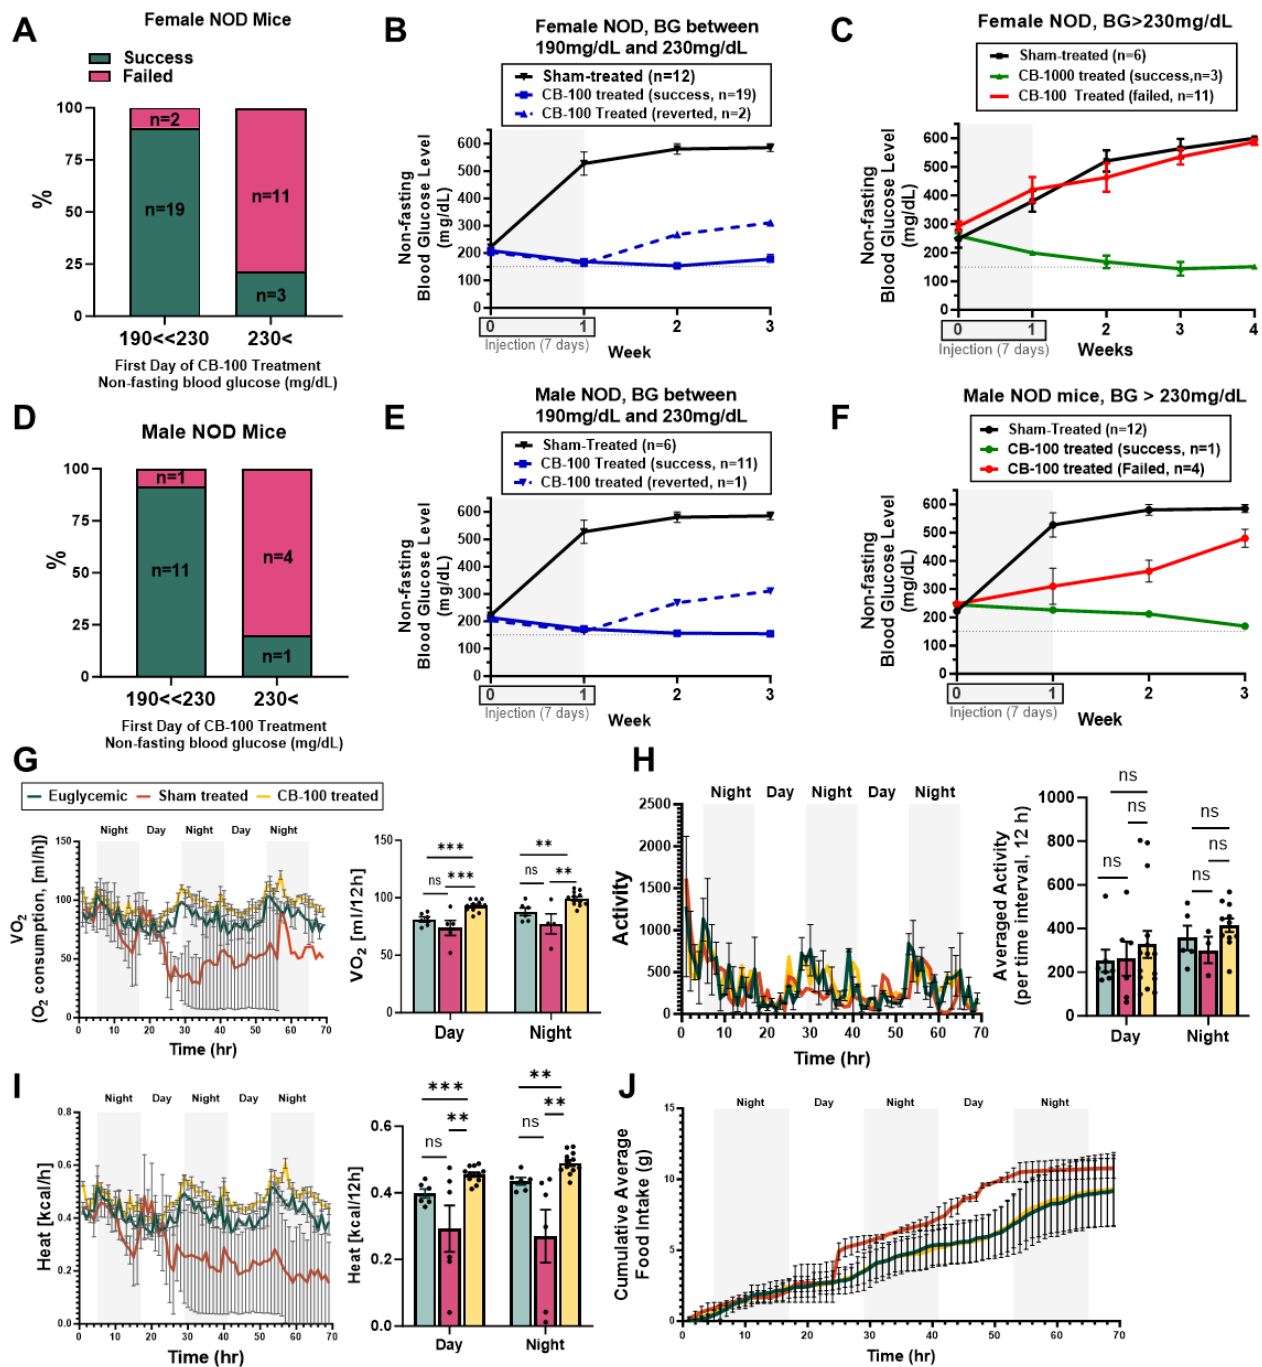 A
Female NOD Mice
Success
Failed
100
75
50
25
0
%
n=2
n=19
n=11
n=3
190<<230
230<
First Day of CB-100 Treatment
Non-fasting blood glucose (mg/dL)
B
Female NOD, BG between
190mg/dL and 230mg/dL
Sham-treated (n=12)
CB-100 treated (success, n=19)
CB-100 Treated (reverted, n=2)
Non-fasting
Blood Glucose Level
(mg/dL)
600
500
400
300
200
100
0
0
1
2
3
Injection (7 days)
Week
C
Female NOD, BG>230mg/dL
Sham-treated (n=6)
CB-1000 treated (success,n=3)
CB-100 Treated (failed, n=11)
Non-fasting
Blood Glucose Level
(mg/dL)
600
500
400
300
200
100
0
0
1
2
3
4
Injection (7 days)
Weeks
D
Male NOD Mice
100
75
50
25
0
%
n=1
n=11
n=4
n=1
190<<230
230<
First Day of CB-100 Treatment
Non-fasting blood glucose (mg/dL)
E
Male NOD, BG between
190mg/dL and 230mg/dL
Sham-Treated (n=6)
CB-100 Treated (success, n=11)
CB-100 treated (reverted, n=1)
Non-fasting
Blood Glucose Level
(mg/dL)
600
500
400
300
200
100
0
0
1
2
3
Injection (7 days)
Week
F
Male NOD mice, BG > 230mg/dL
Sham-Treated (n=12)
CB-100 treated (success, n=1)
CB-100 treated (Failed, n=4)
Non-fasting
Blood Glucose Level
(mg/dL)
600
500
400
300
200
100
0
0
1
2
3
Injection (7 days)
Week
G
Euglycemic
Sham treated
CB-100 treated
Night
Day
Night
Day
Night
VO2
(O2 consumption, [ml/h])
150
100
50
0
0
10
20
30
40
50
60
70
Time (hr)
VO2 [ml/12h]
150
100
50
0
***
ns
***
**
ns
**
Day
Night
H
Night
Day
Night
Day
Night
Activity
2500
2000
1500
1000
500
0
0
10
20
30
40
50
60
70
Time (hr)
Averaged Activity
(per time interval, 12 h)
1000
800
600
400
200
0
ns
ns
ns
ns
ns
ns
Day
Night
I
Night
Day
Night
Day
Night
Heat [kcal/h]
0.8
0.6
0.4
0.2
0.0
0
10
20
30
40
50
60
70
Time (hr)
Heat [kcal/12h]
0.6
0.4
0.2
0.0
***
**
ns
**
**
ns
Day
Night
J
Night
Day
Night
Day
Night
Cumulative Average
Food Intake (g)
15
10
5
0
0
10
20
30
40
50
60
70
Time (hr)